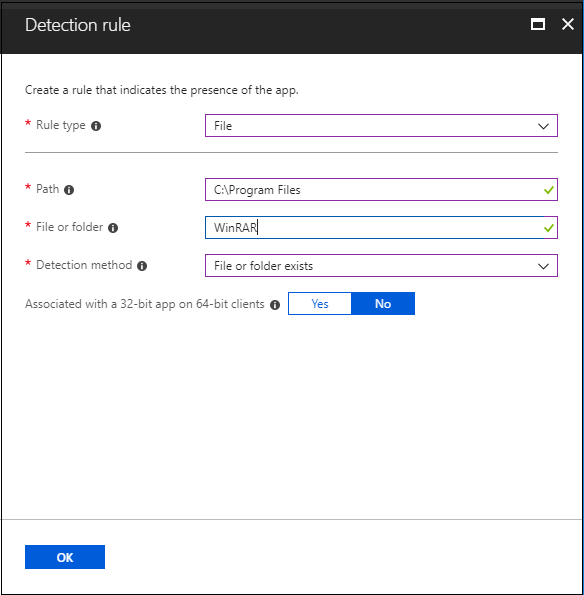 Detection rule
Create a rule that indicates the presence of the app.
* Rule type File
* Path C:\Program Files
* File or folder WinRAR
* Detection method File or folder exists
Associated with a 32-bit app on 64-bit clients Yes No
OK